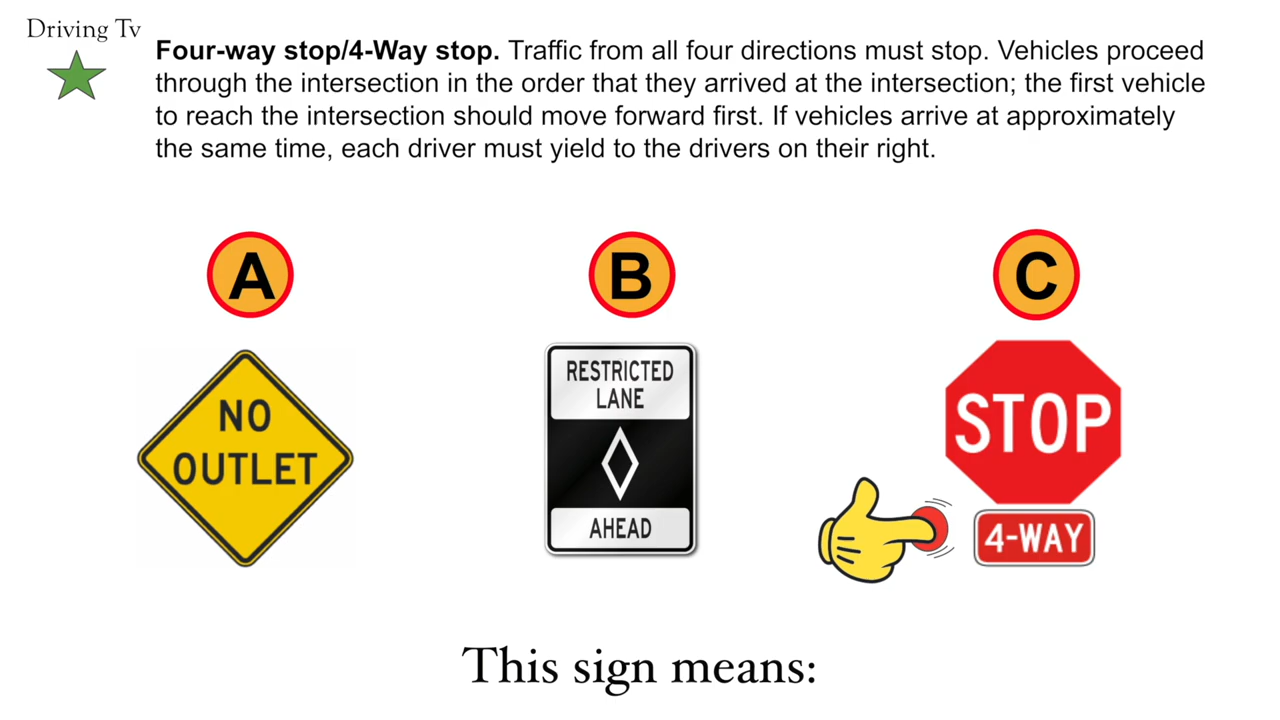 Driving Tv
Four-way stop/4-Way stop. Traffic from all four directions must stop. Vehicles proceed
through the intersection in the order that they arrived at the intersection; the first vehicle
to reach the intersection should move forward first. If vehicles arrive at approximately
the same time, each driver must yield to the drivers on their right.
A
B
C
NO
OUTLET
RESTRICTED
LANE
AHEAD
STOP
4-WAY
This sign means: